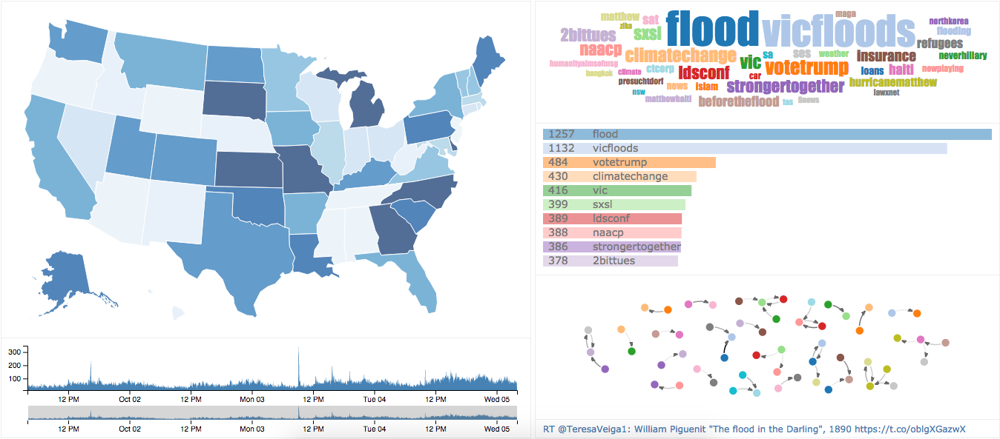 300
200
100
12 PM Oct 02 12 PM Mon 03 12 PM Tue 04 12 PM Wed 05
12 PM Oct 02 12 PM Mon 03 12 PM Tue 04 12 PM Wed 05
matthew sat flood vicfloods maga northkorea
zika
2bittues sxsl flooding
refugees
naacp climatechange vic sa ses weather insurance neverhillary
humanityaimsofmsg
bangkok climate ctcorp ldsconf car votetrump loans haiti nowplaying
presuchtdorf news islam strongertogether hurricanematthew
nsw lawxnet
matthewhaiti beforetheflood tas 9news
1257 flood
1132 vicfloods
484 votetrump
430 climatechange
416 vic
399 sxsl
389 ldsconf
388 naacp
386 strongertogether
378 2bittues
RT @TeresaVeiga1: William Piguenit "The flood in the Darling", 1890 https://t.co/oblgXGazwX